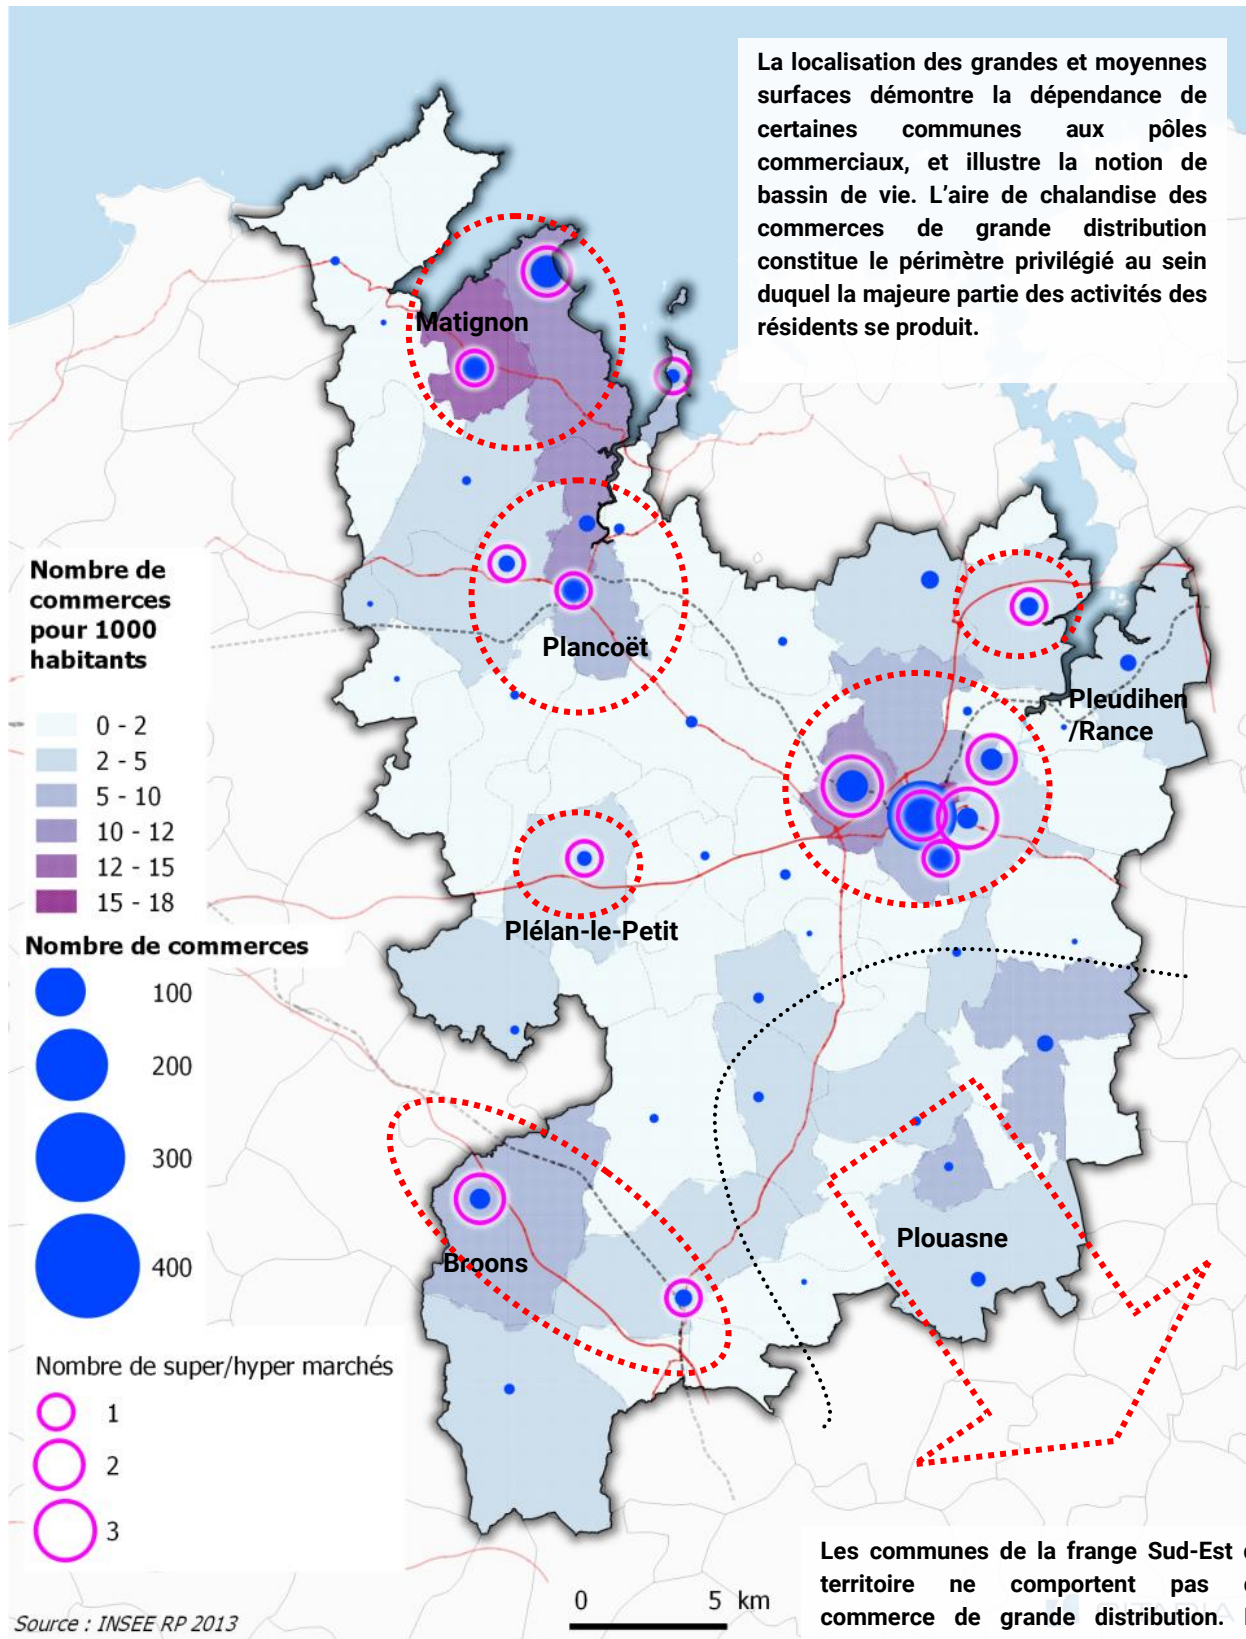 La localisation des grandes et moyennes
surfaces démontre la dépendance de
certaines communes aux pôles
commerciaux, et illustre la notion de
bassin de vie. L'aire de chalandise des
commerces de grande distribution
constitue le périmètre privilégié au sein
duquel la majeure partie des activités des
résidents se produit.
Matignon
Plancoët
Pleudihen
/Rance
Plélan-le-Petit
Broons
Plouasne
Nombre de
commerces
pour 1000
habitants
0 - 2
2 - 5
5 - 10
10 - 12
12 - 15
15 - 18
Nombre de commerces
100
200
300
400
Nombre de super/hyper marchés
1
2
3
0 5 km
Source : INSEE RP 2013
Les communes de la frange Sud-Est
territoire ne comportent pas
commerce de grande distribution.